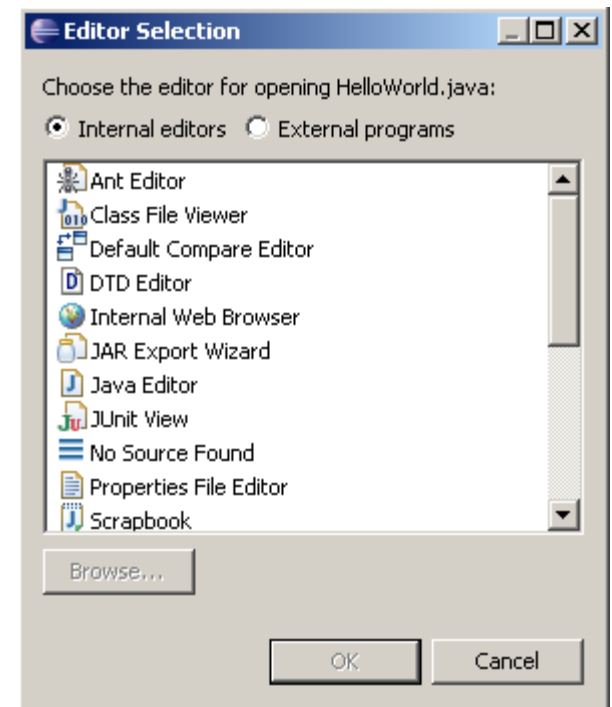 Editor Selection
Choose the editor for opening HelloWorld.java:
Internal editors External programs
Ant Editor
Class File Viewer
Default Compare Editor
DTD Editor
Internal Web Browser
JAR Export Wizard
Java Editor
JUnit View
No Source Found
Properties File Editor
Scrapbook
Browse...
OK Cancel